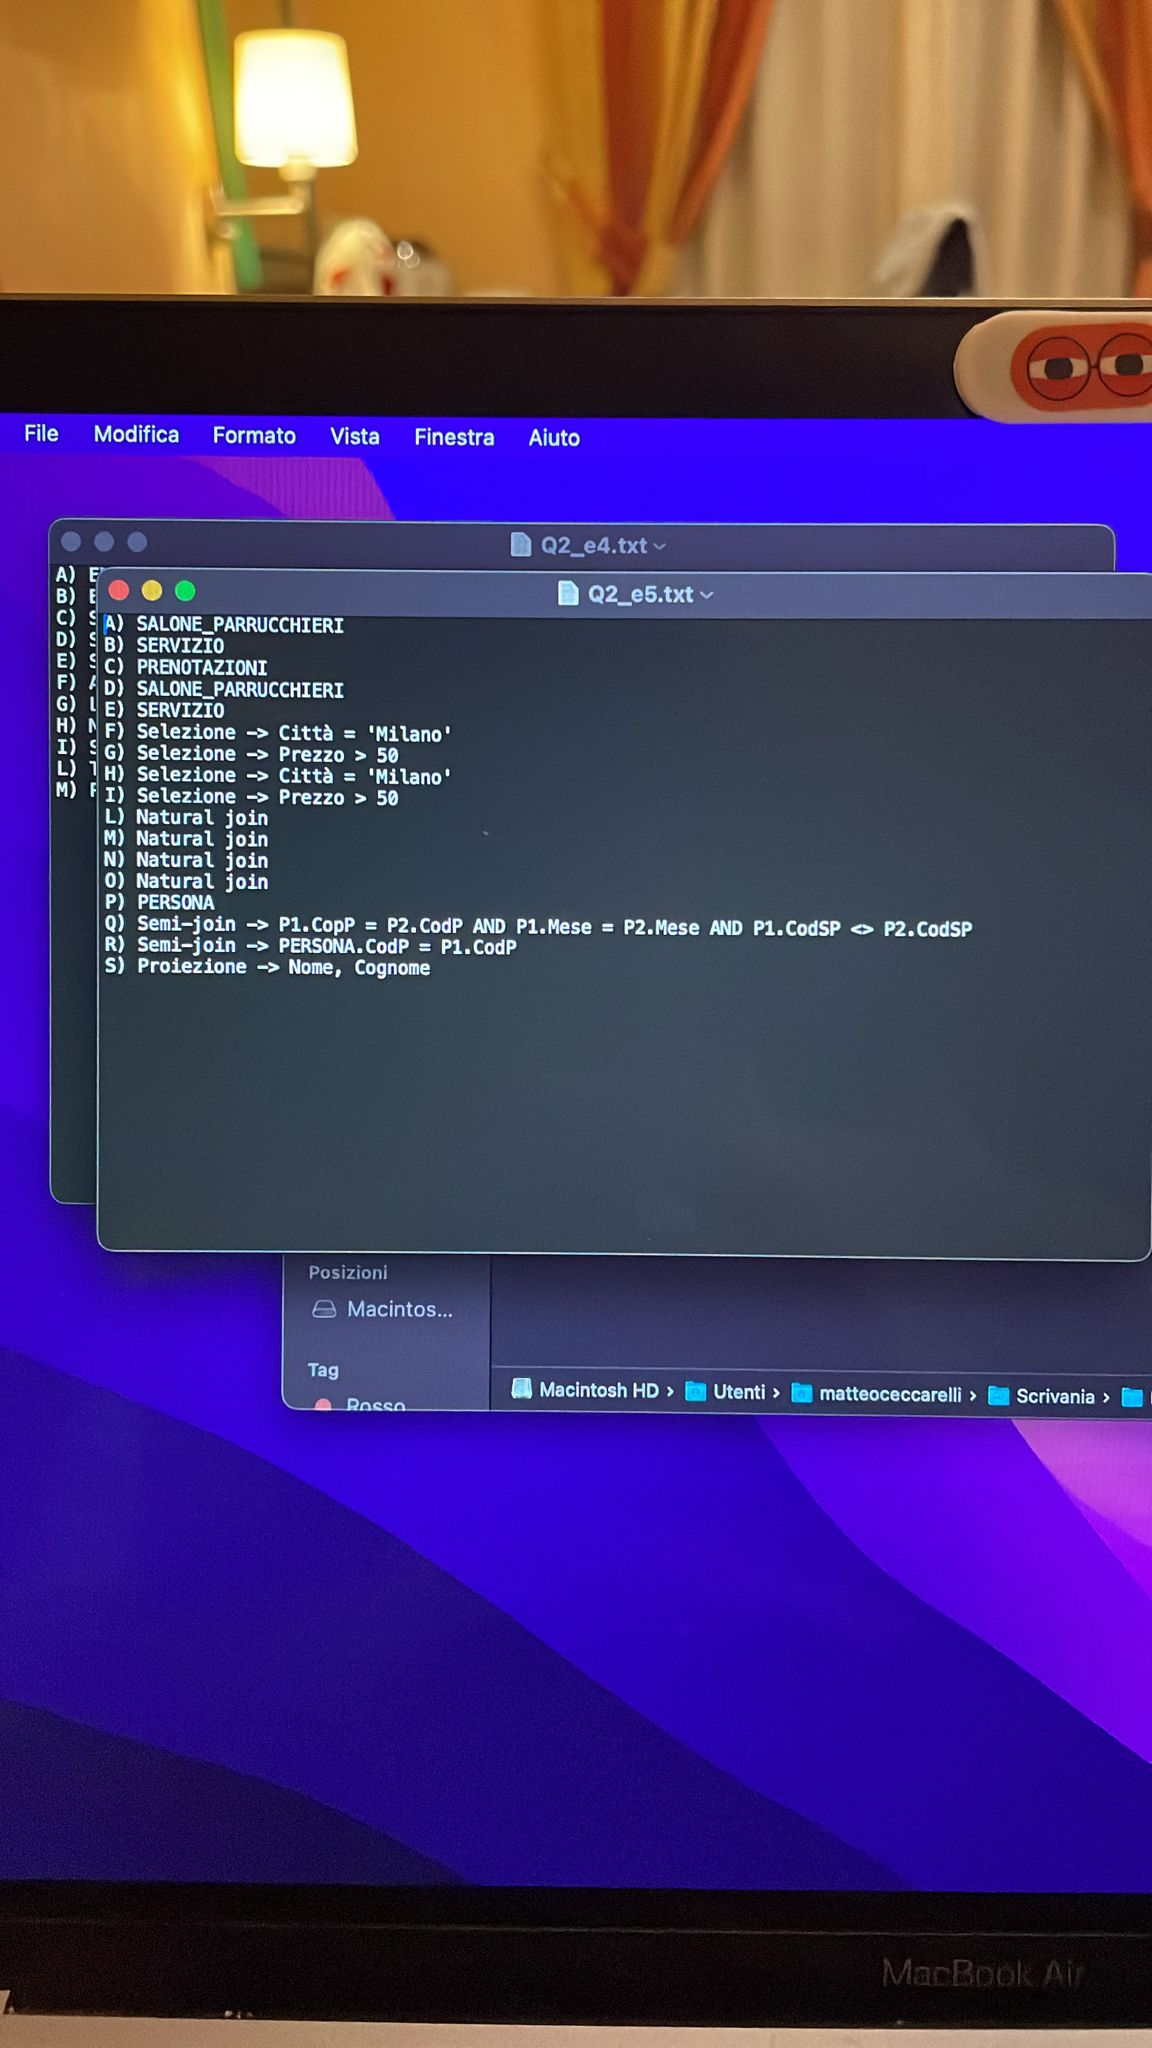 File Modifica Formato Vista Finestra Aiuto
Q2_e4.txt
A) E
B) E
C) S
D) S
E) S
F) A
G) L
H) N
I) S
L) T
M) F
Q2_e5.txt
A) SALONE_PARRUCCHIERI
B) SERVIZIO
C) PRENOTAZIONI
D) SALONE_PARRUCCHIERI
E) SERVIZIO
F) Selezione -> Città = 'Milano'
G) Selezione -> Prezzo > 50
H) Selezione -> Città = 'Milano'
I) Selezione -> Prezzo > 50
L) Natural join
M) Natural join
N) Natural join
O) Natural join
P) PERSONA
Q) Semi-join -> P1.CopP = P2.CodP AND P1.Mese = P2.Mese AND P1.CodSP <> P2.CodSP
R) Semi-join -> PERSONA.CodP = P1.CodP
S) Proiezione -> Nome, Cognome
Posizioni
Macintos...
Tag
Rosso
Macintosh HD > Utenti > matteoceccarelli > Scrivania >
MacBook Air